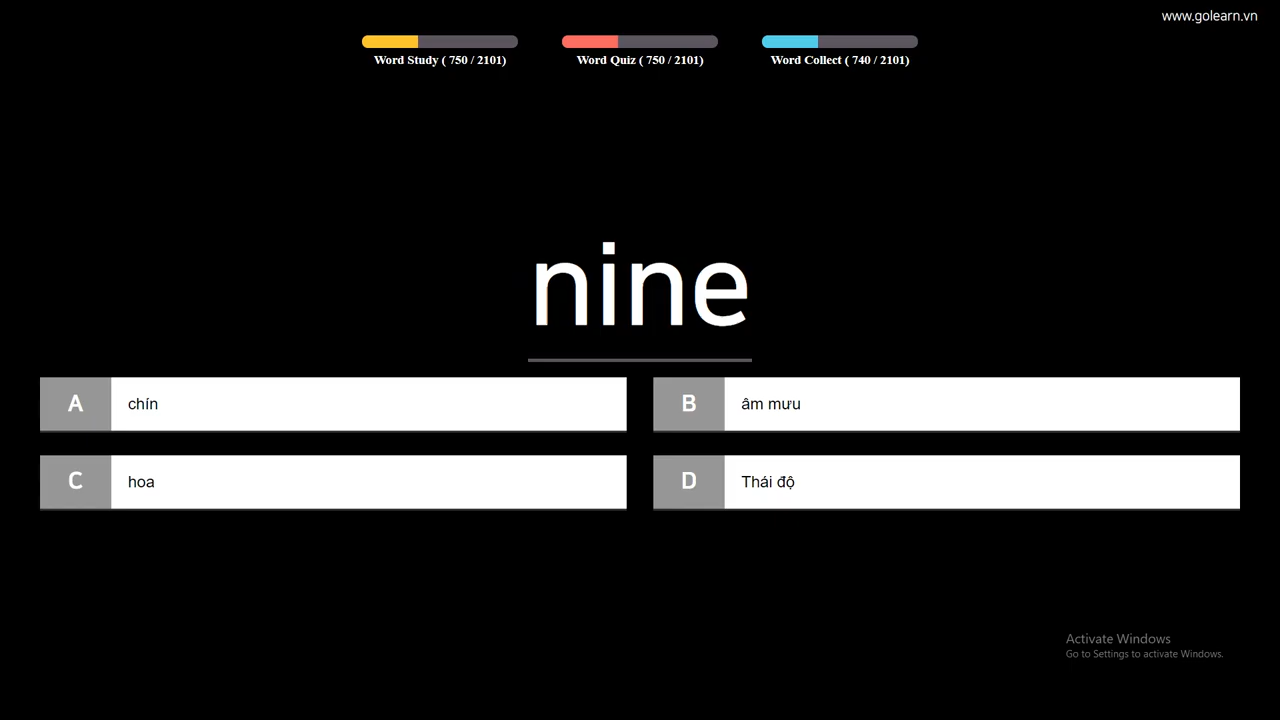 www.golearn.vn
Word Study ( 750 / 2101)
Word Quiz ( 750 / 2101)
Word Collect ( 740 / 2101)
nine
A chín
B âm mưu
C hoa
D Thái độ
Activate Windows
Go to Settings to activate Windows.